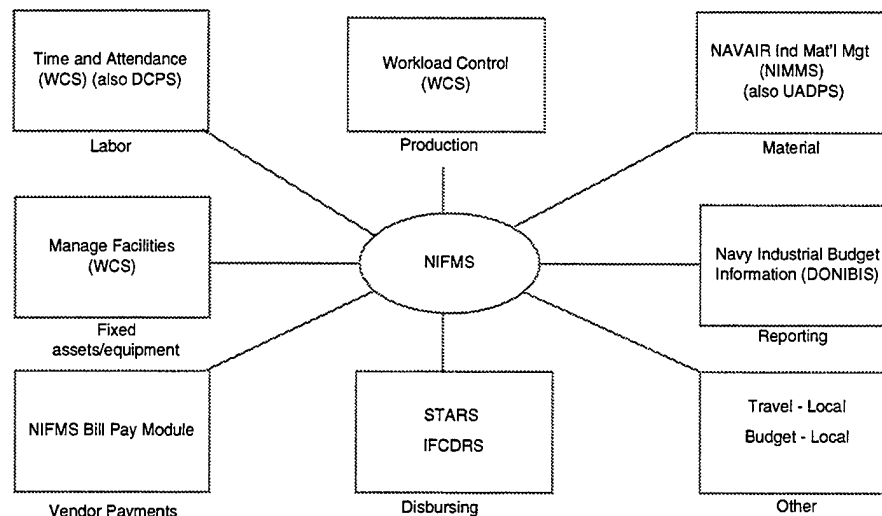 Time and Attendance
(WCS) (also DCPS)
Labor
Workload Control
(WCS)
Production
NAVAIR Ind Mat'l Mgt
(NIMMS)
(also UADPS)
Material
Manage Facilities
(WCS)
Fixed
assets/equipment
NIFMS
Navy Industrial Budget
Information (DONIBIS)
Reporting
NIFMS Bill Pay Module
Vendor Payments
STARS
IFCDRS
Disbursing
Travel - Local
Budget - Local
Other